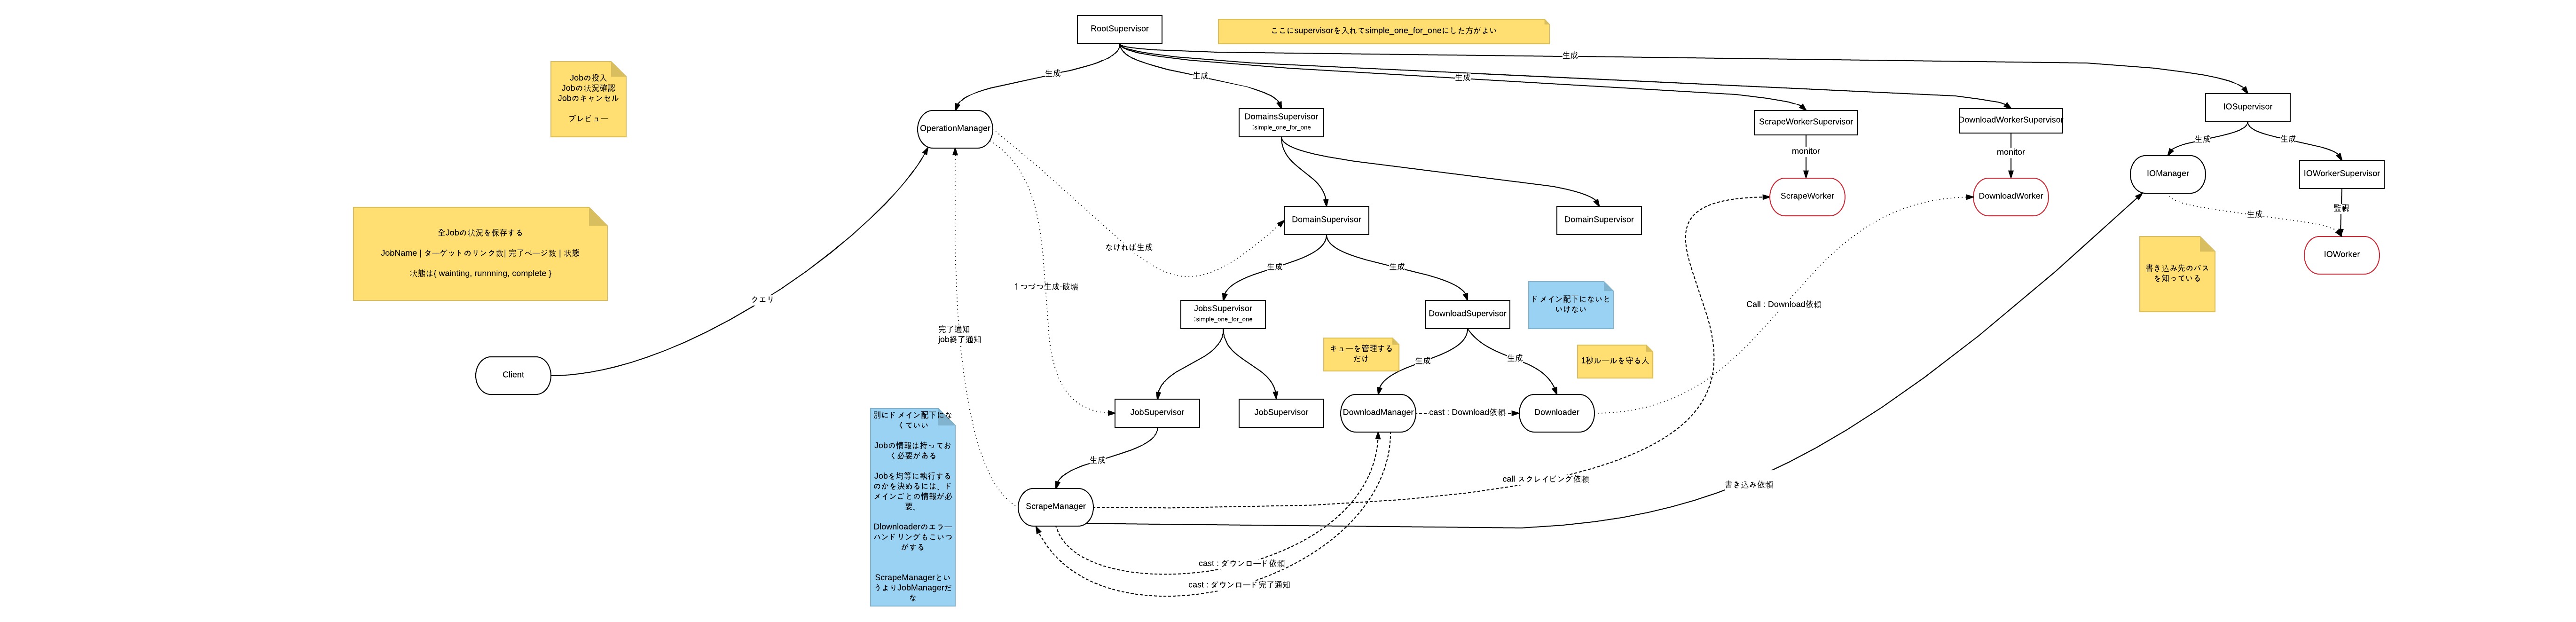 RootSupervisor
ここにsupervisorを入れてsimple_one_for_oneにした方がよい
生成
生成
生成
生成
Jobの投入
Jobの状況確認
Jobのキャンセル
プレビュー
OperationManager
DomainsSupervisor
:simple_one_for_one
ScrapeWorkerSupervisor
DownloadWorkerSupervisor
IOSupervisor
monitor
monitor
生成
生成
IOManager
IOWorkerSupervisor
ScrapeWorker
DownloadWorker
監視
生成
IOWorker
DomainSupervisor
DomainSupervisor
全Jobの状況を保存する
JobName | ターゲットのリンク数| 完了ページ数 | 状態
状態は{ wainting, runnning, complete }
なければ生成
生成
生成
書き込み先のパス
を知っている
１つづつ生成·破壊
クエリ
JobsSupervisor
:simple_one_for_one
DownloadSupervisor
ドメイン配下にないと
いけない
Call : Download依頼
完了通知
job終了通知
キューを管理する
だけ
生成
生成
1秒ルールを守る人
Client
JobSupervisor
JobSupervisor
DownloadManager
cast : Download依頼
Downloader
別にドメイン配下にな
くていい
Jobの情報は持ってお
く必要がある
Jobを均等に執行する
のかを決めるには、ド
メインごとの情報が必
要。
Dlownloaderのエラー
ハンドリングもこいつ
がする
ScrapeManagerとい
うよりJobManagerだ
な
生成
ScrapeManager
call スクレイピング依頼
書き込み依頼
cast : ダウンロード依頼
cast : ダウンロード完了通知